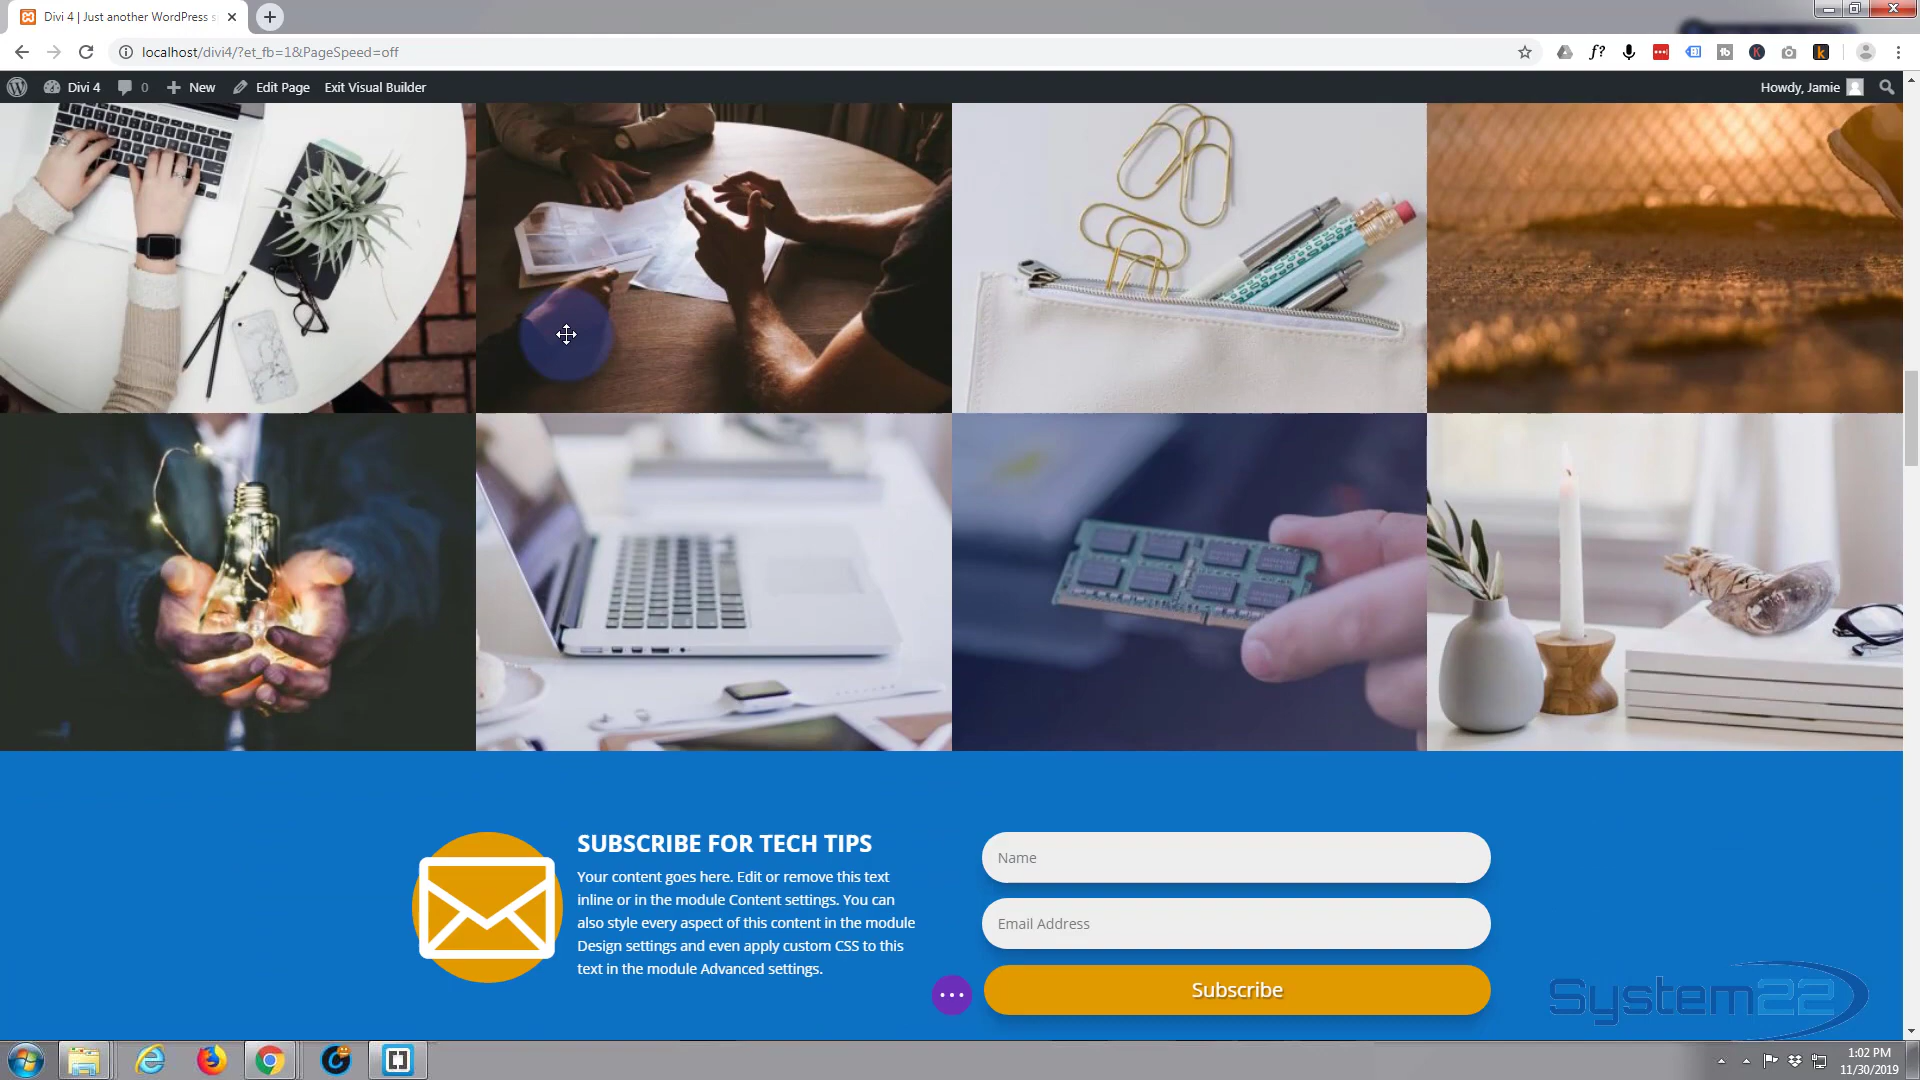 Divi 4 | Just another WordPress s
localhost/divi4/?et_fb=1&PageSpeed=off
f?
K
k
Divi 4
0
New
Edit Page
Exit Visual Builder
Howdy, Jamie
SUBSCRIBE FOR TECH TIPS
Your content goes here. Edit or remove this text
inline or in the module Content settings. You can
also style every aspect of this content in the module
Design settings and even apply custom CSS to this
text in the module Advanced settings.
Name
Email Address
Subscribe
System22
1:02 PM
11/30/2019